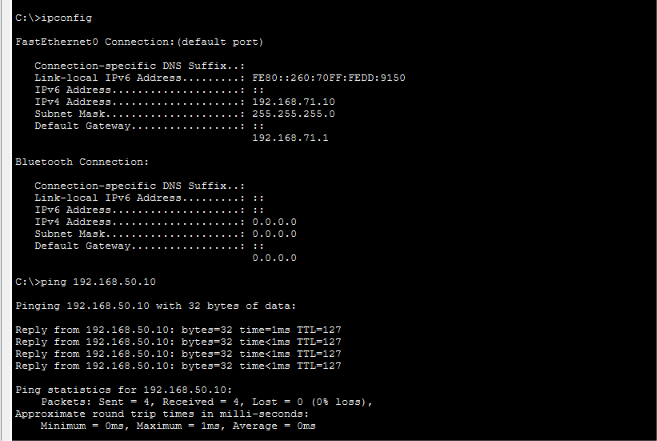 C:\>ipconfig
FastEthernet0 Connection:(default port)
Connection-specific DNS Suffix..:
Link-local IPv6 Address.........: FE80::260:70FF:FEDD:9150
IPv6 Address....................: ::
IPv4 Address....................: 192.168.71.10
Subnet Mask.....................: 255.255.255.0
Default Gateway.................: ::
192.168.71.1
Bluetooth Connection:
Connection-specific DNS Suffix..:
Link-local IPv6 Address.........: ::
IPv6 Address....................: ::
IPv4 Address....................: 0.0.0.0
Subnet Mask.....................: 0.0.0.0
Default Gateway.................: ::
0.0.0.0
C:\>ping 192.168.50.10
Pinging 192.168.50.10 with 32 bytes of data:
Reply from 192.168.50.10: bytes=32 time=1ms TTL=127
Reply from 192.168.50.10: bytes=32 time<1ms TTL=127
Reply from 192.168.50.10: bytes=32 time<1ms TTL=127
Reply from 192.168.50.10: bytes=32 time<1ms TTL=127
Ping statistics for 192.168.50.10:
Packets: Sent = 4, Received = 4, Lost = 0 (0% loss),
Approximate round trip times in milli-seconds:
Minimum = 0ms, Maximum = 1ms, Average = 0ms